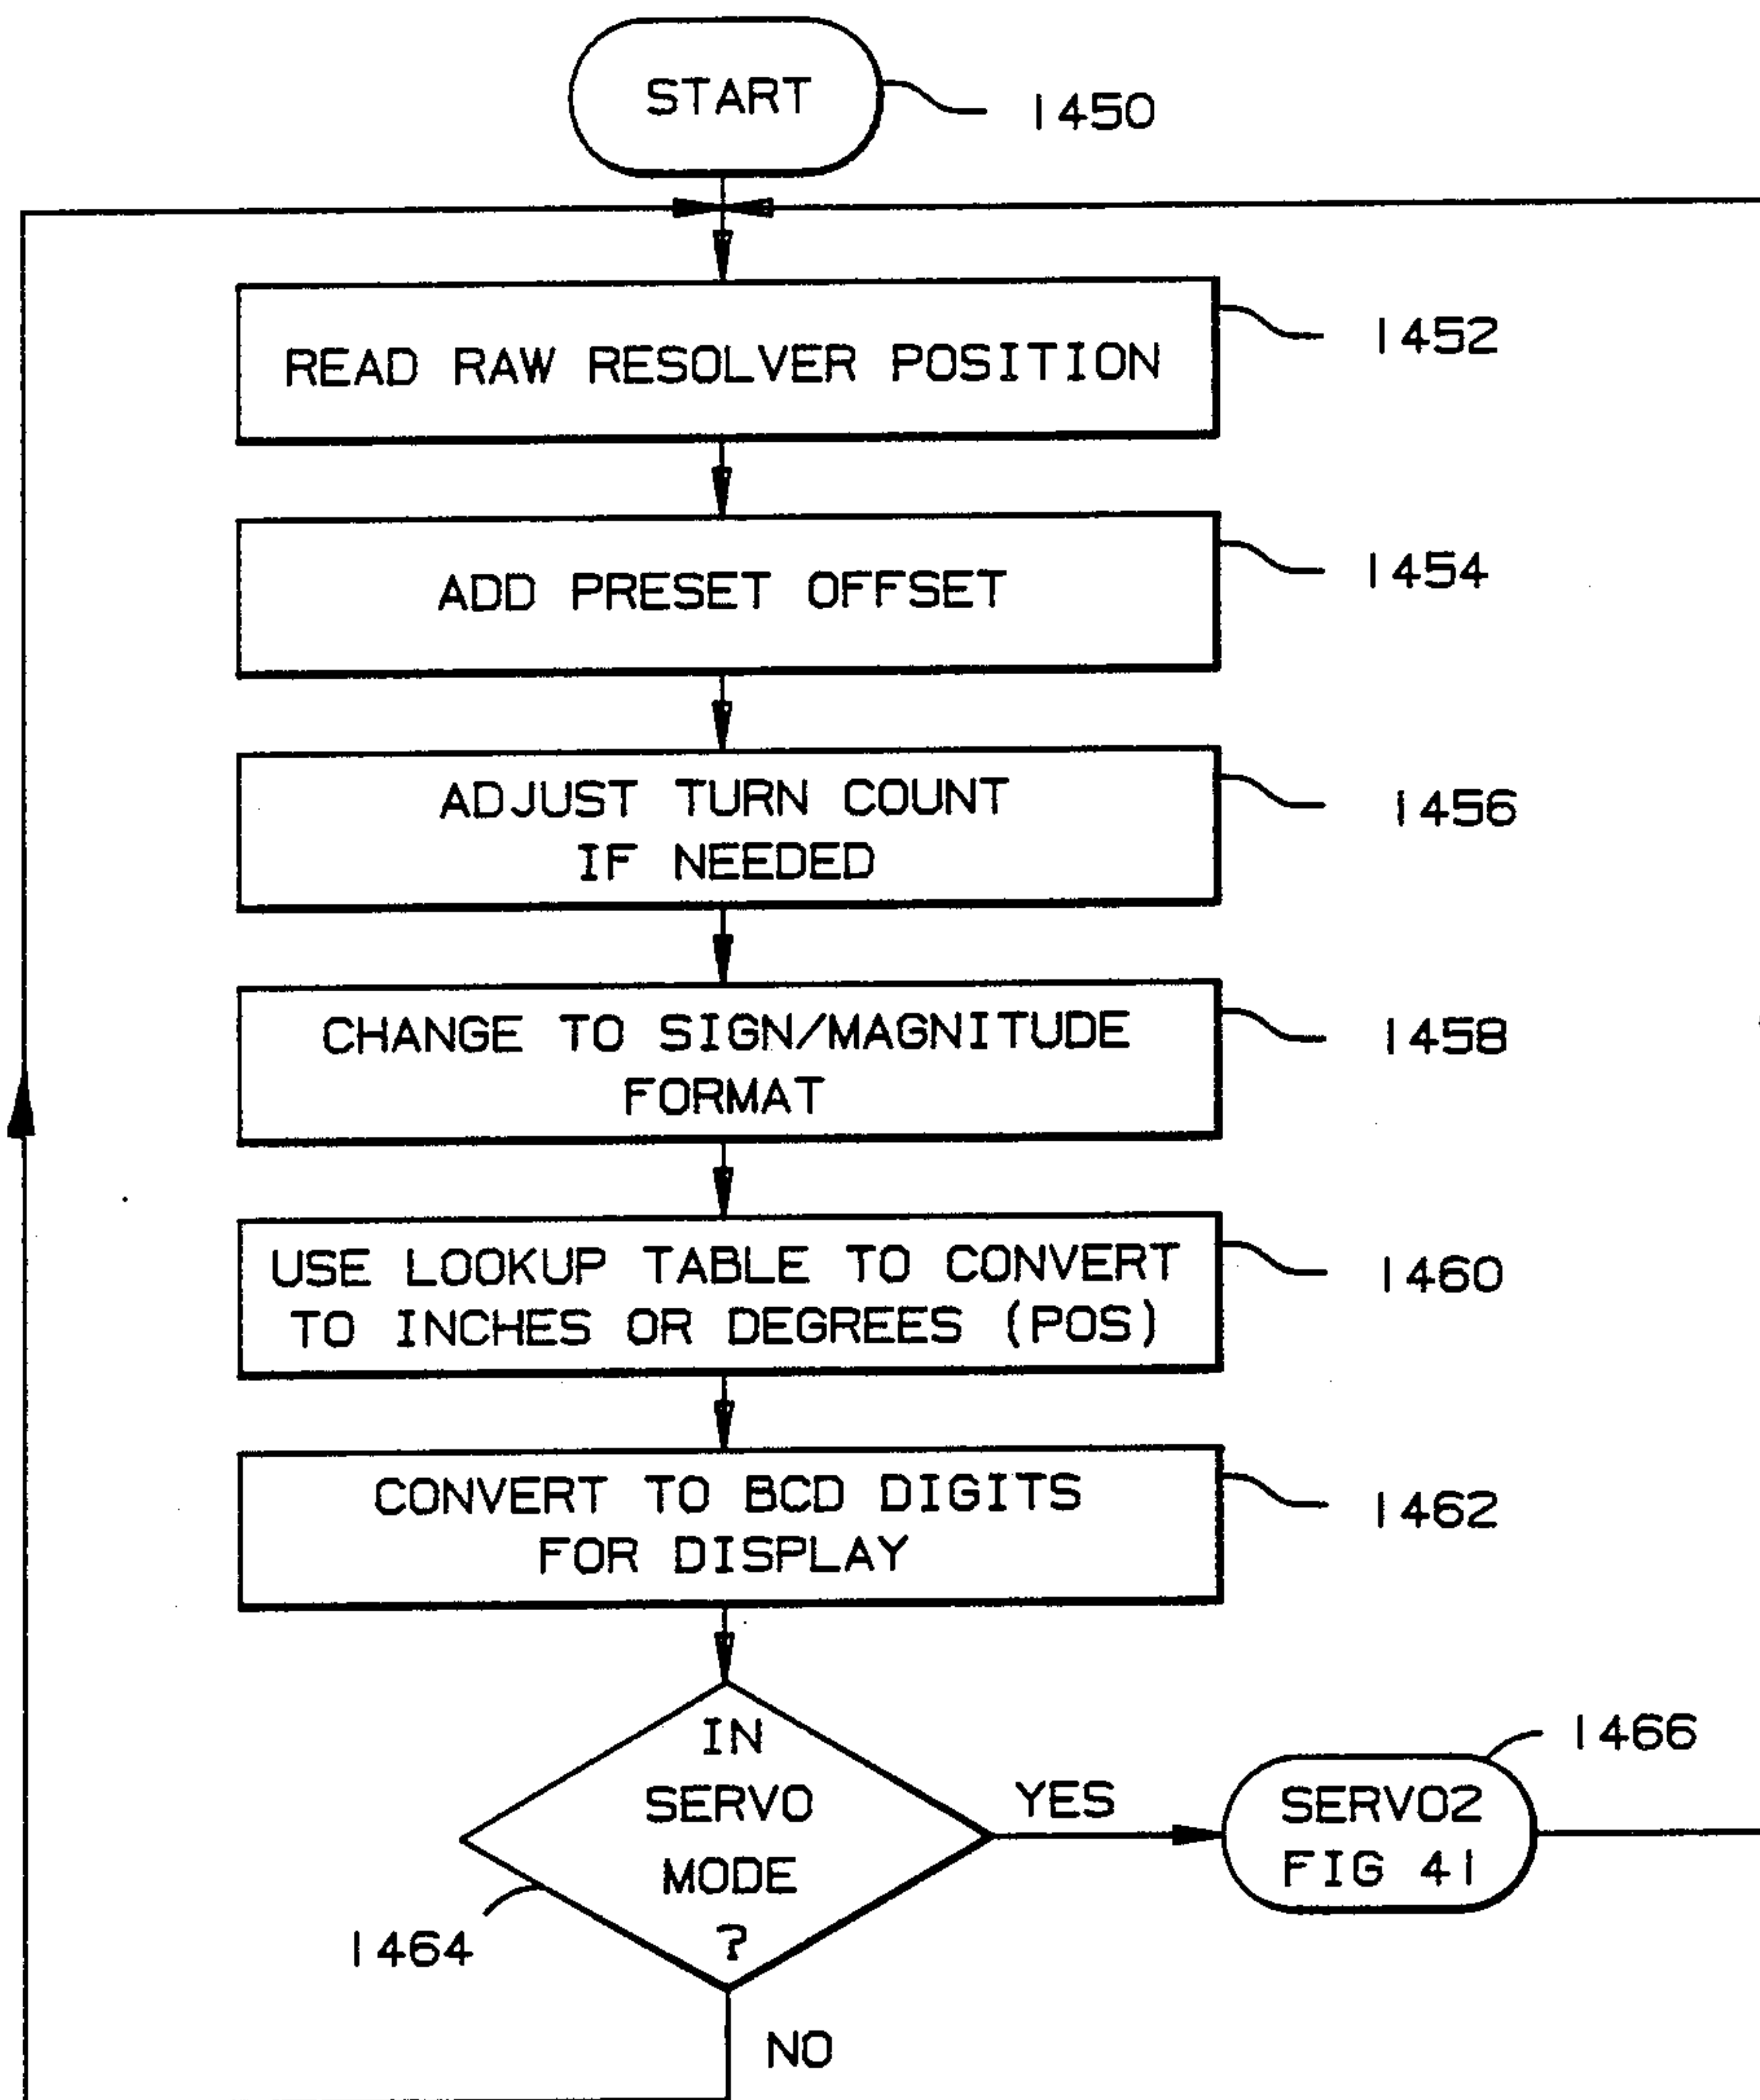 START
1450
READ RAW RESOLVER POSITION
1452
ADD PRESET OFFSET
1454
ADJUST TURN COUNT
IF NEEDED
1456
CHANGE TO SIGN/MAGNITUDE
FORMAT
1458
USE LOOKUP TABLE TO CONVERT
TO INCHES OR DEGREES (POS)
1460
CONVERT TO BCD DIGITS
FOR DISPLAY
1462
IN
SERVO
MODE
?
1464
YES
SERVO2
FIG 41
1466
NO